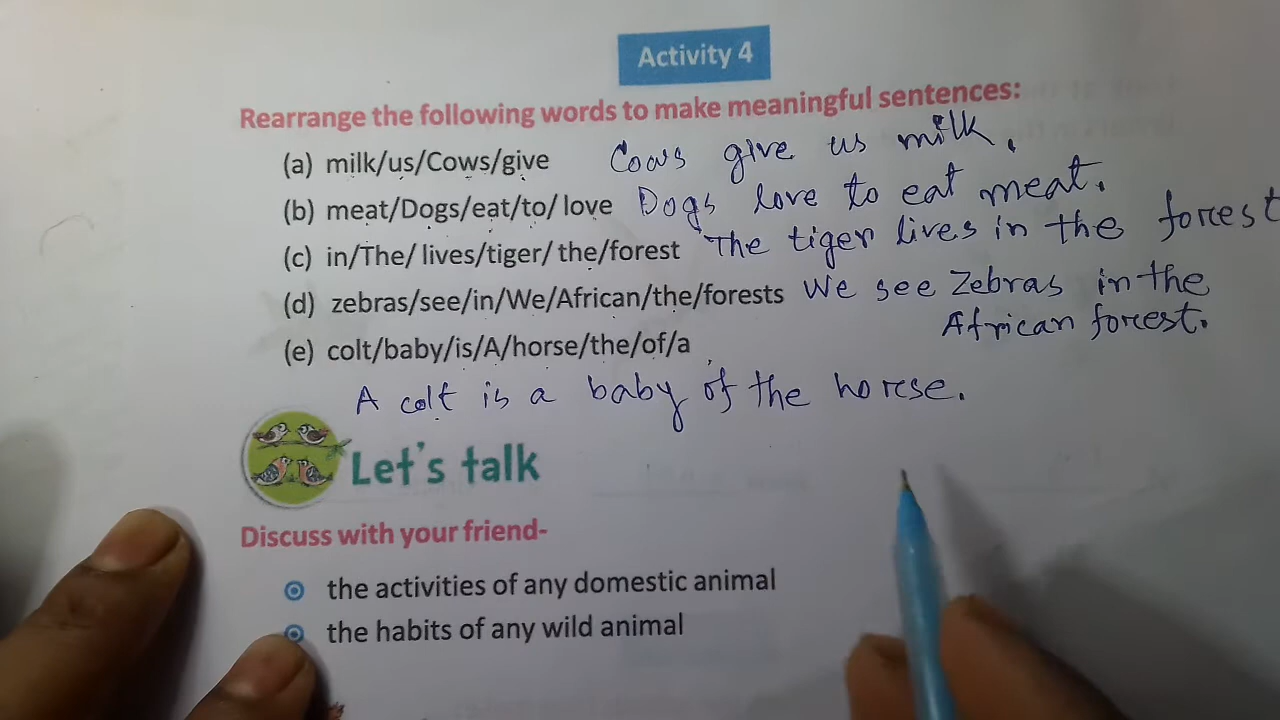 Activity 4
Rearrange the following words to make meaningful sentences:
(a) milk/us/Cows/give Cows give us milk.
(b) meat/Dogs/eat/to/ love Dogs love to eat meat.
(c) in/The/ lives/tiger/ the/forest The tiger lives in the forest
(d) zebras/see/in/We/African/the/forests We see Zebras in the
African forest.
(e) colt/baby/is/A/horse/the/of/a
A colt is a baby of the horse.
Let's talk
Discuss with your friend-
the activities of any domestic animal
the habits of any wild animal